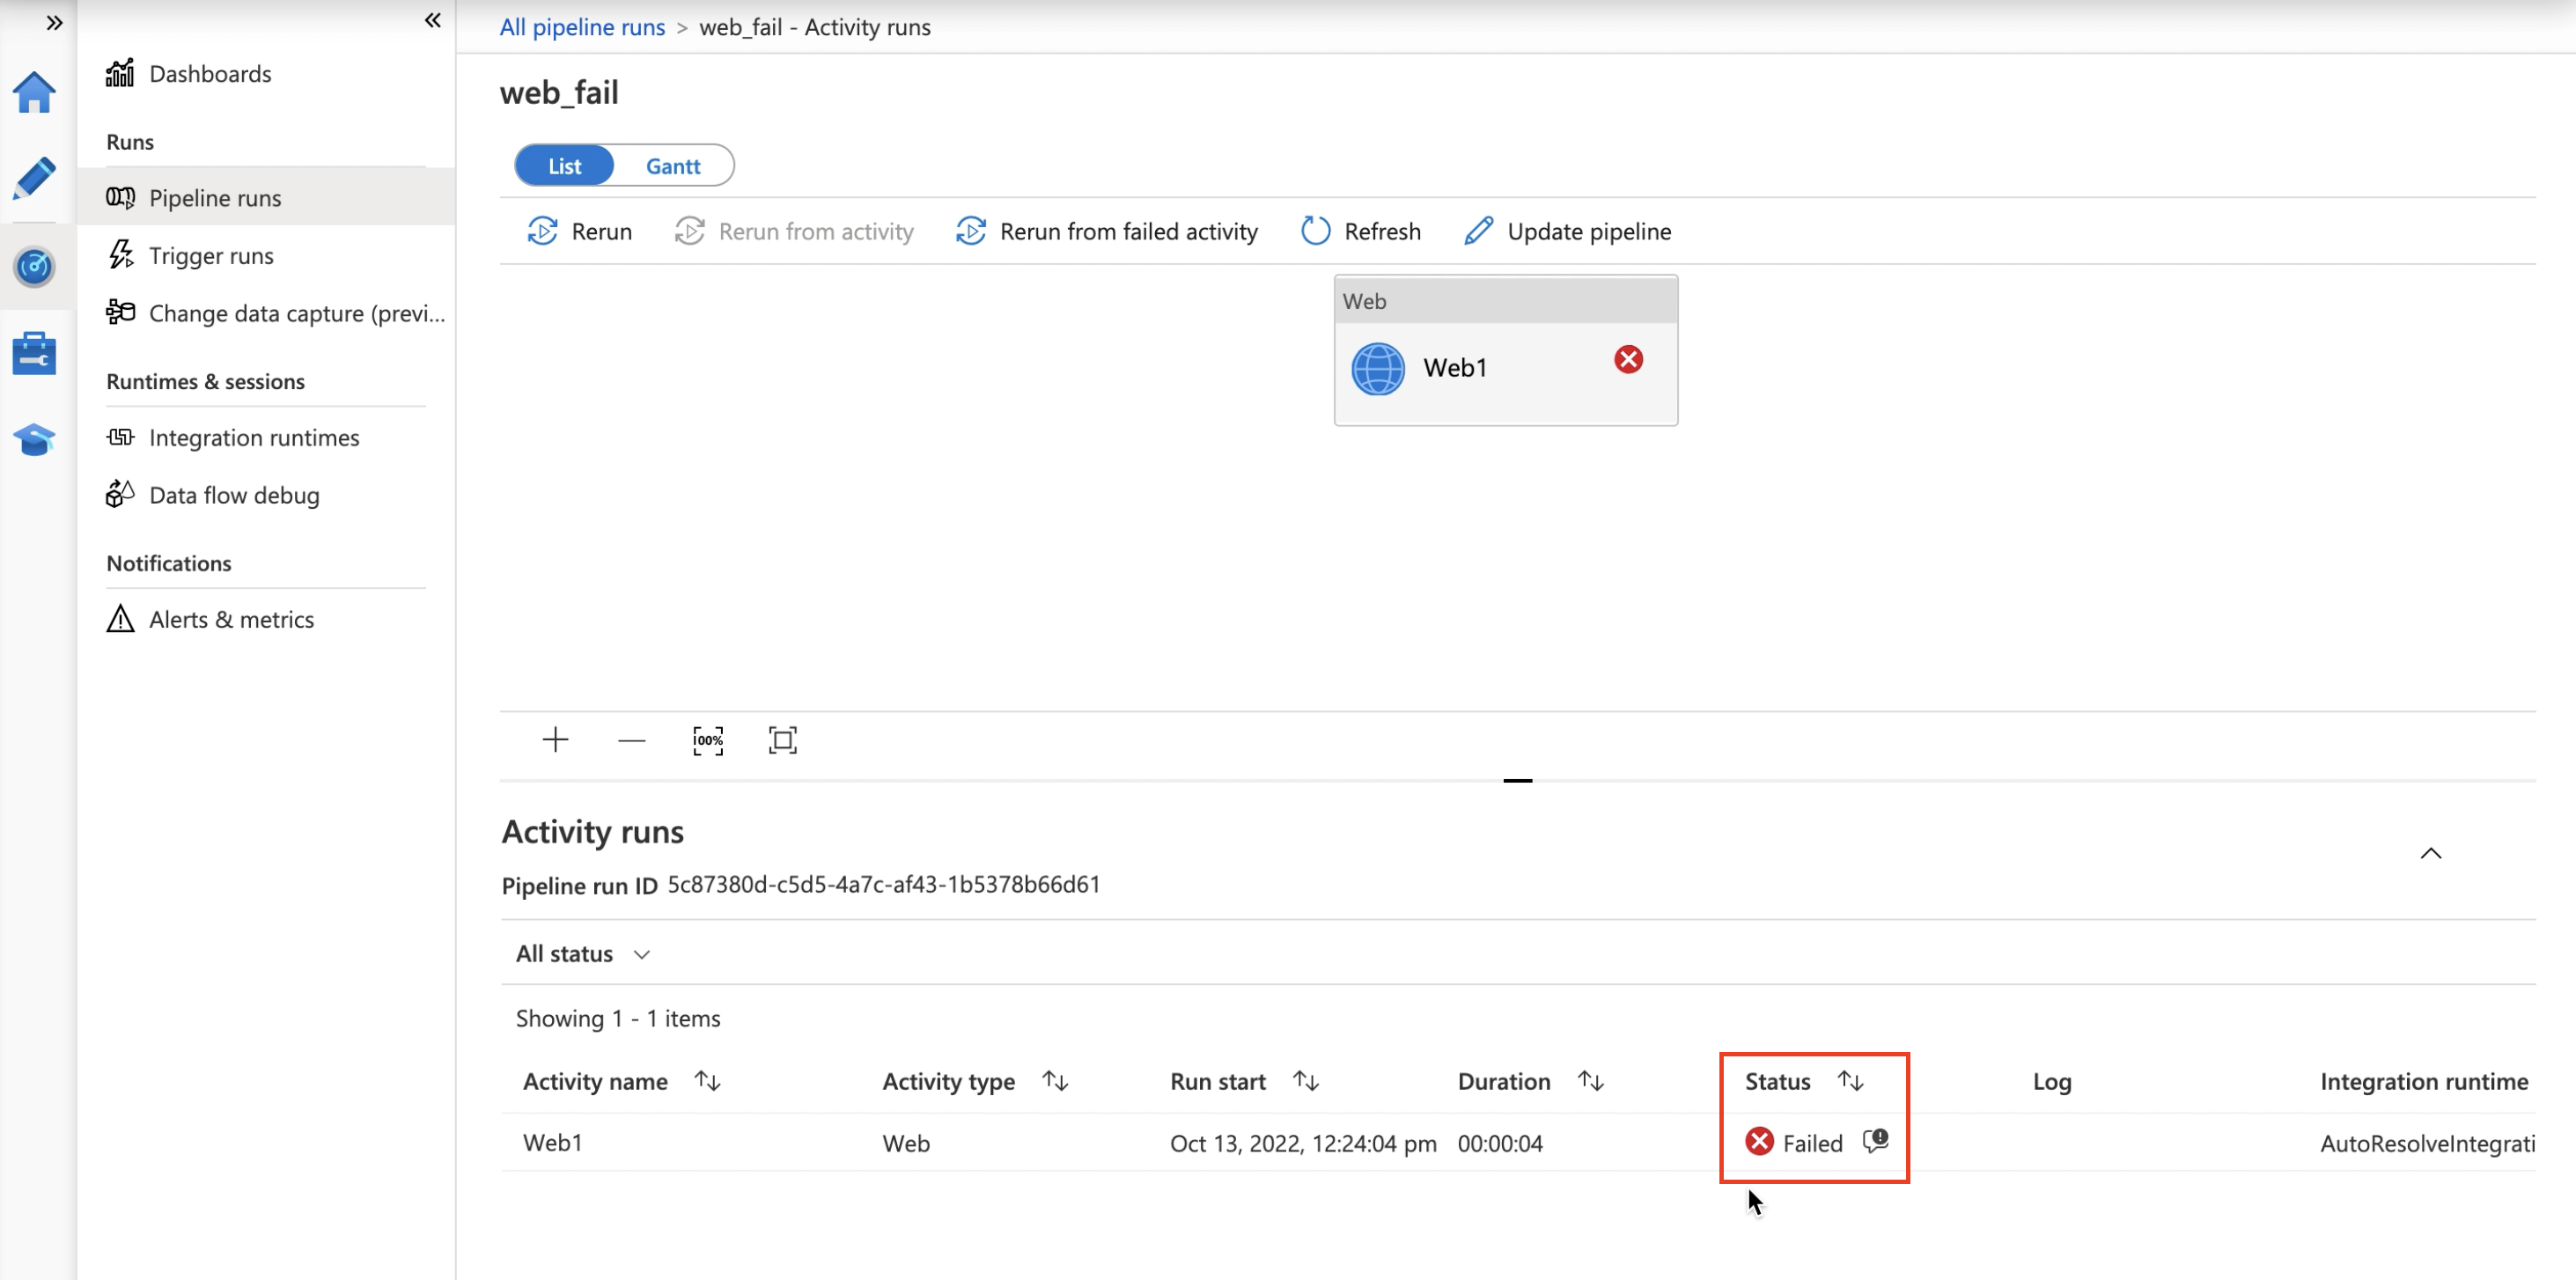 All pipeline runs > web_fail - Activity runs
Dashboards
Runs
Pipeline runs
Trigger runs
Change data capture (previ...
Runtimes & sessions
Integration runtimes
Data flow debug
Notifications
Alerts & metrics
web_fail
List Gantt
Rerun Rerun from activity Rerun from failed activity Refresh Update pipeline
Web
Web1
100%
Activity runs
Pipeline run ID 5c87380d-c5d5-4a7c-af43-1b5378b66d61
All status
Showing 1 - 1 items
Activity name Activity type Run start Duration Status Log Integration runtime
Web1 Web Oct 13, 2022, 12:24:04 pm 00:00:04 Failed AutoResolveIntegrati